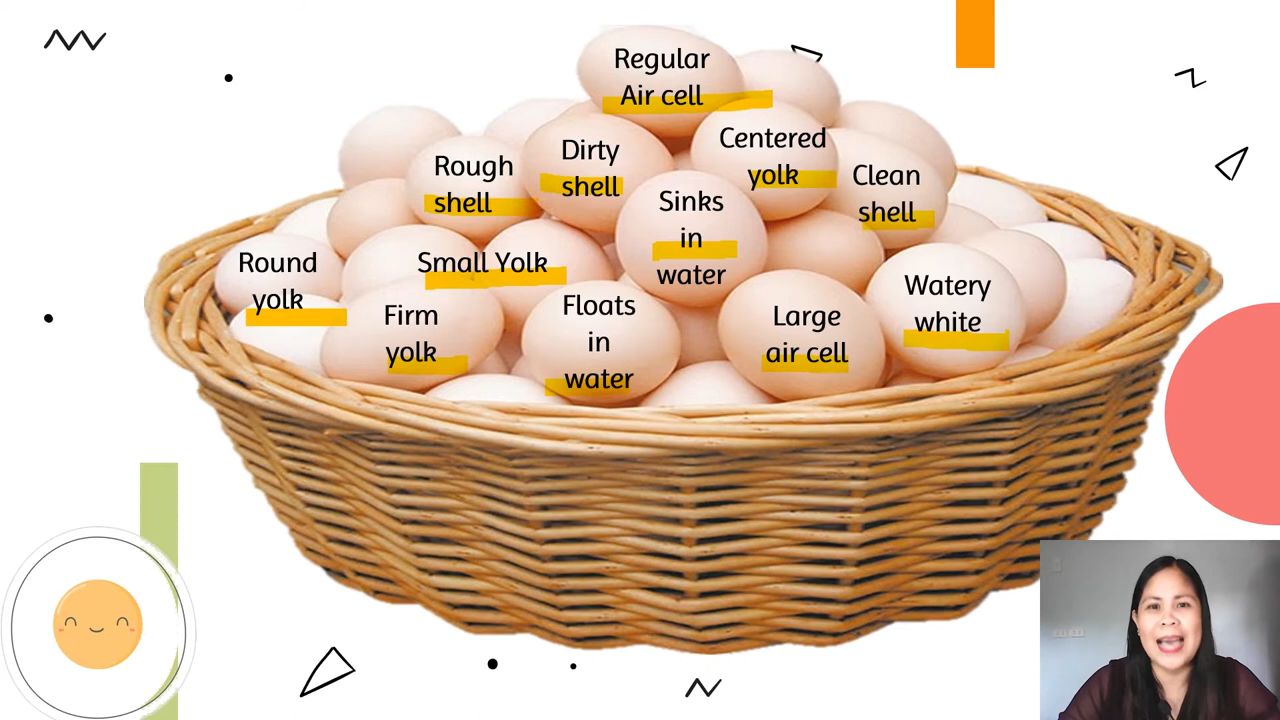 Regular
Air cell
Centered
yolk
Dirty
shell
Rough
shell
Clean
shell
Sinks
in
water
Round
yolk
Small Yolk
Watery
white
Firm
yolk
Floats
in
water
Large
air cell